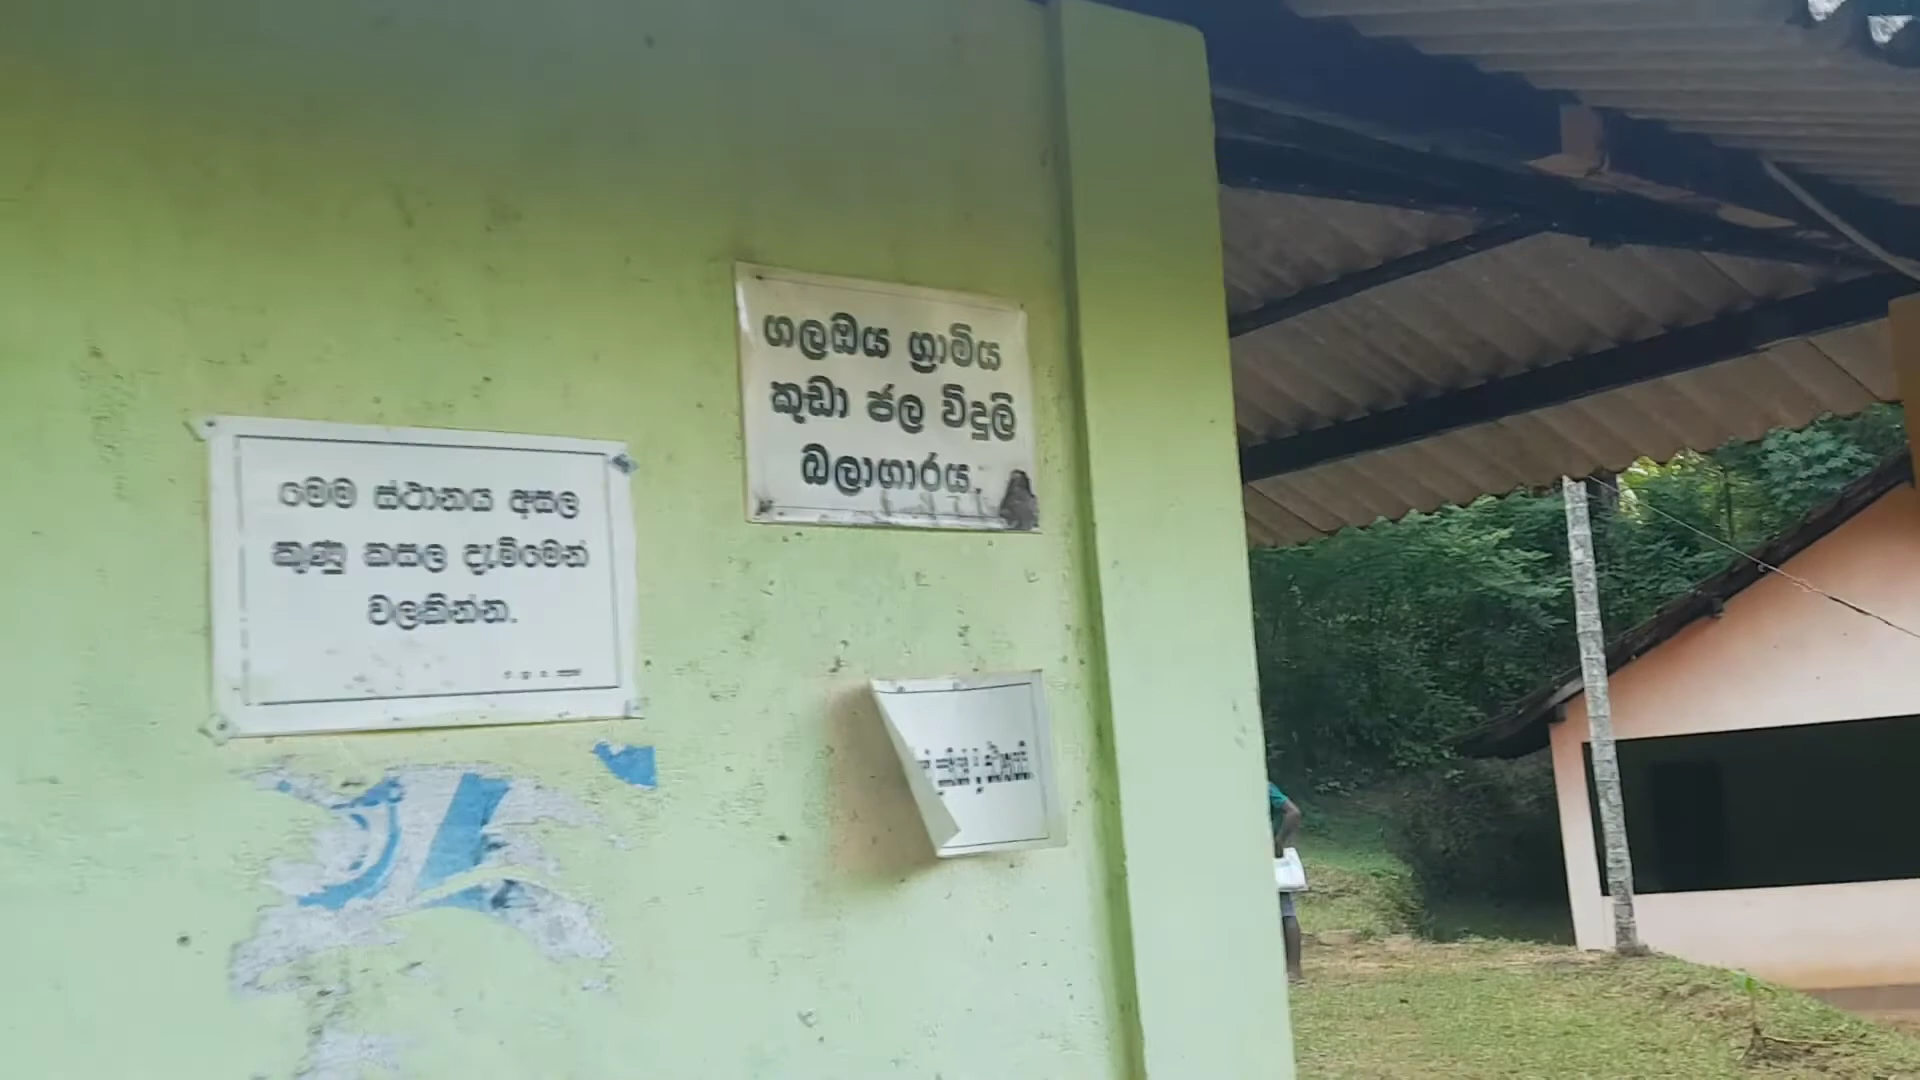 ගලඔය ග්‍රාමීය
කුඩා ජල විදුලි
බලාගාරය.
මෙම ස්ථානය අසල
කුණු කසල දැමීමෙන්
වලකින්න.